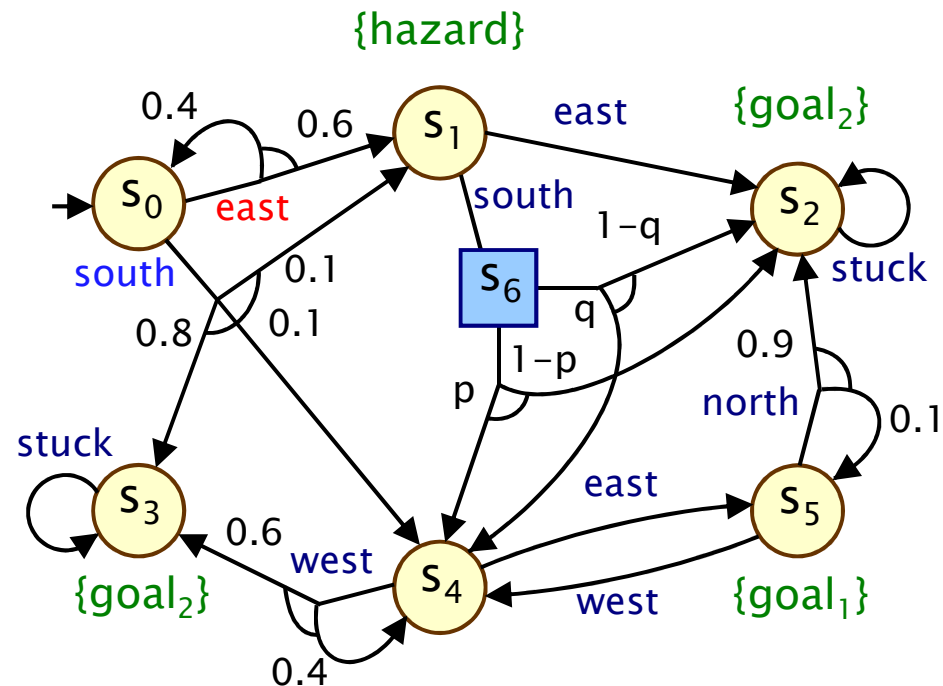 {hazard}
0.4
0.6
s₁
east
{goal₂}
s₀
east
south
s₂
1-q
south
0.1
s₆
q
stuck
0.8
0.1
1-p
0.9
p
north
0.1
stuck
east
s₃
s₅
0.6
west
s₄
{goal₂}
west
{goal₁}
0.4